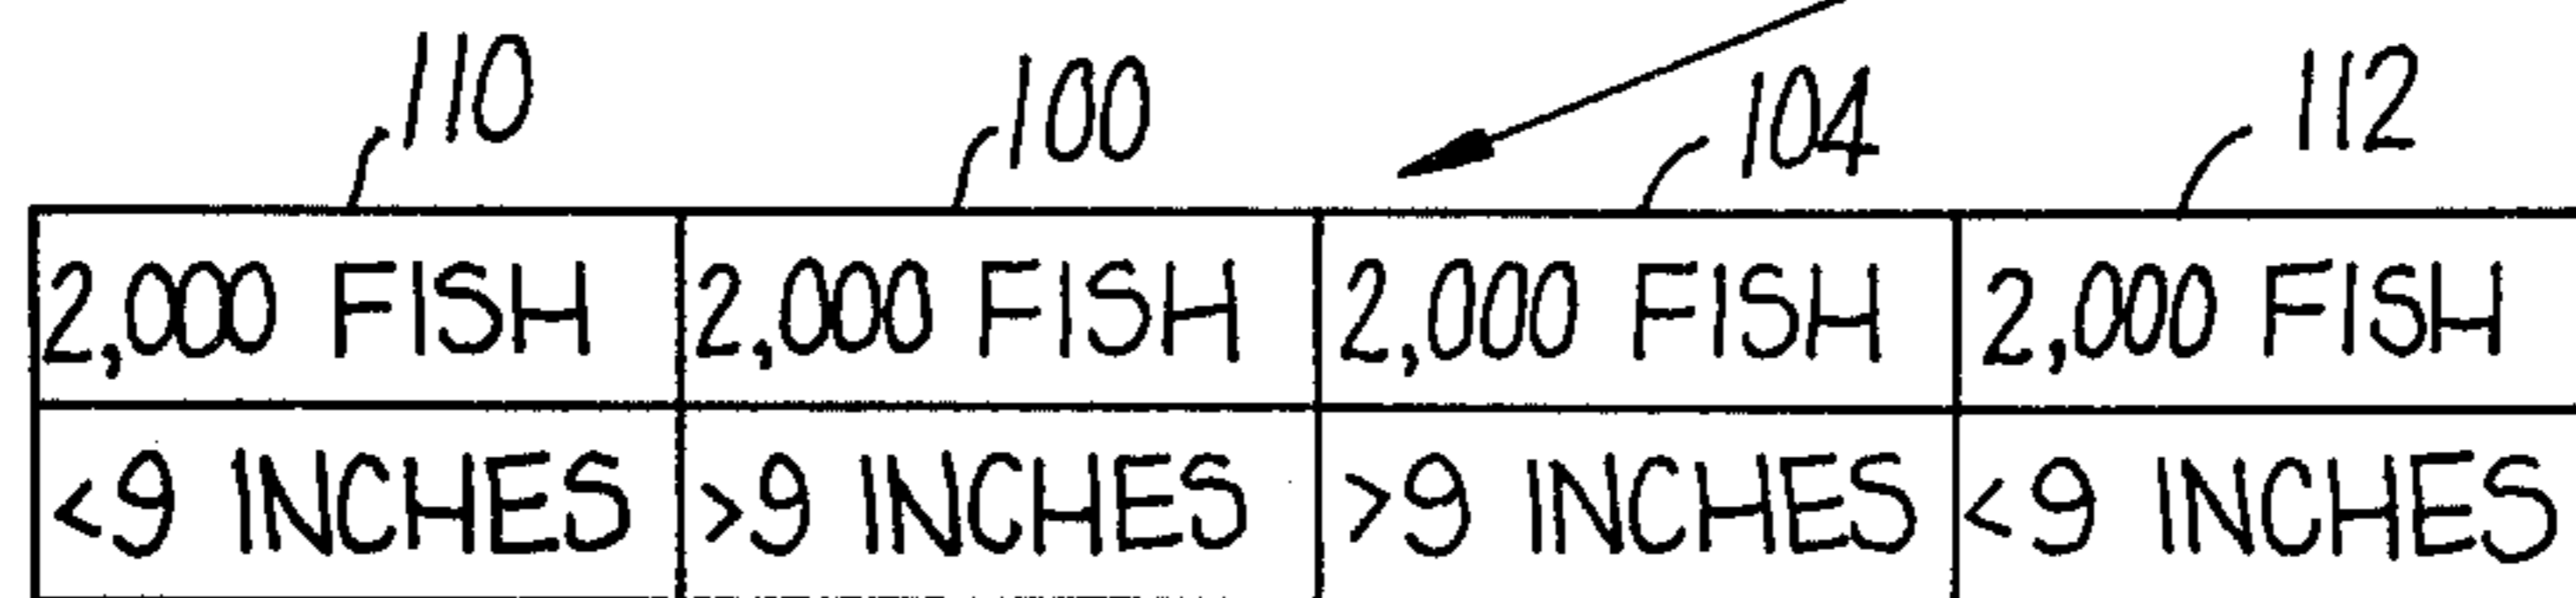 110 100 104 112
2,000 FISH 2,000 FISH 2,000 FISH 2,000 FISH
<9 INCHES >9 INCHES >9 INCHES <9 INCHES